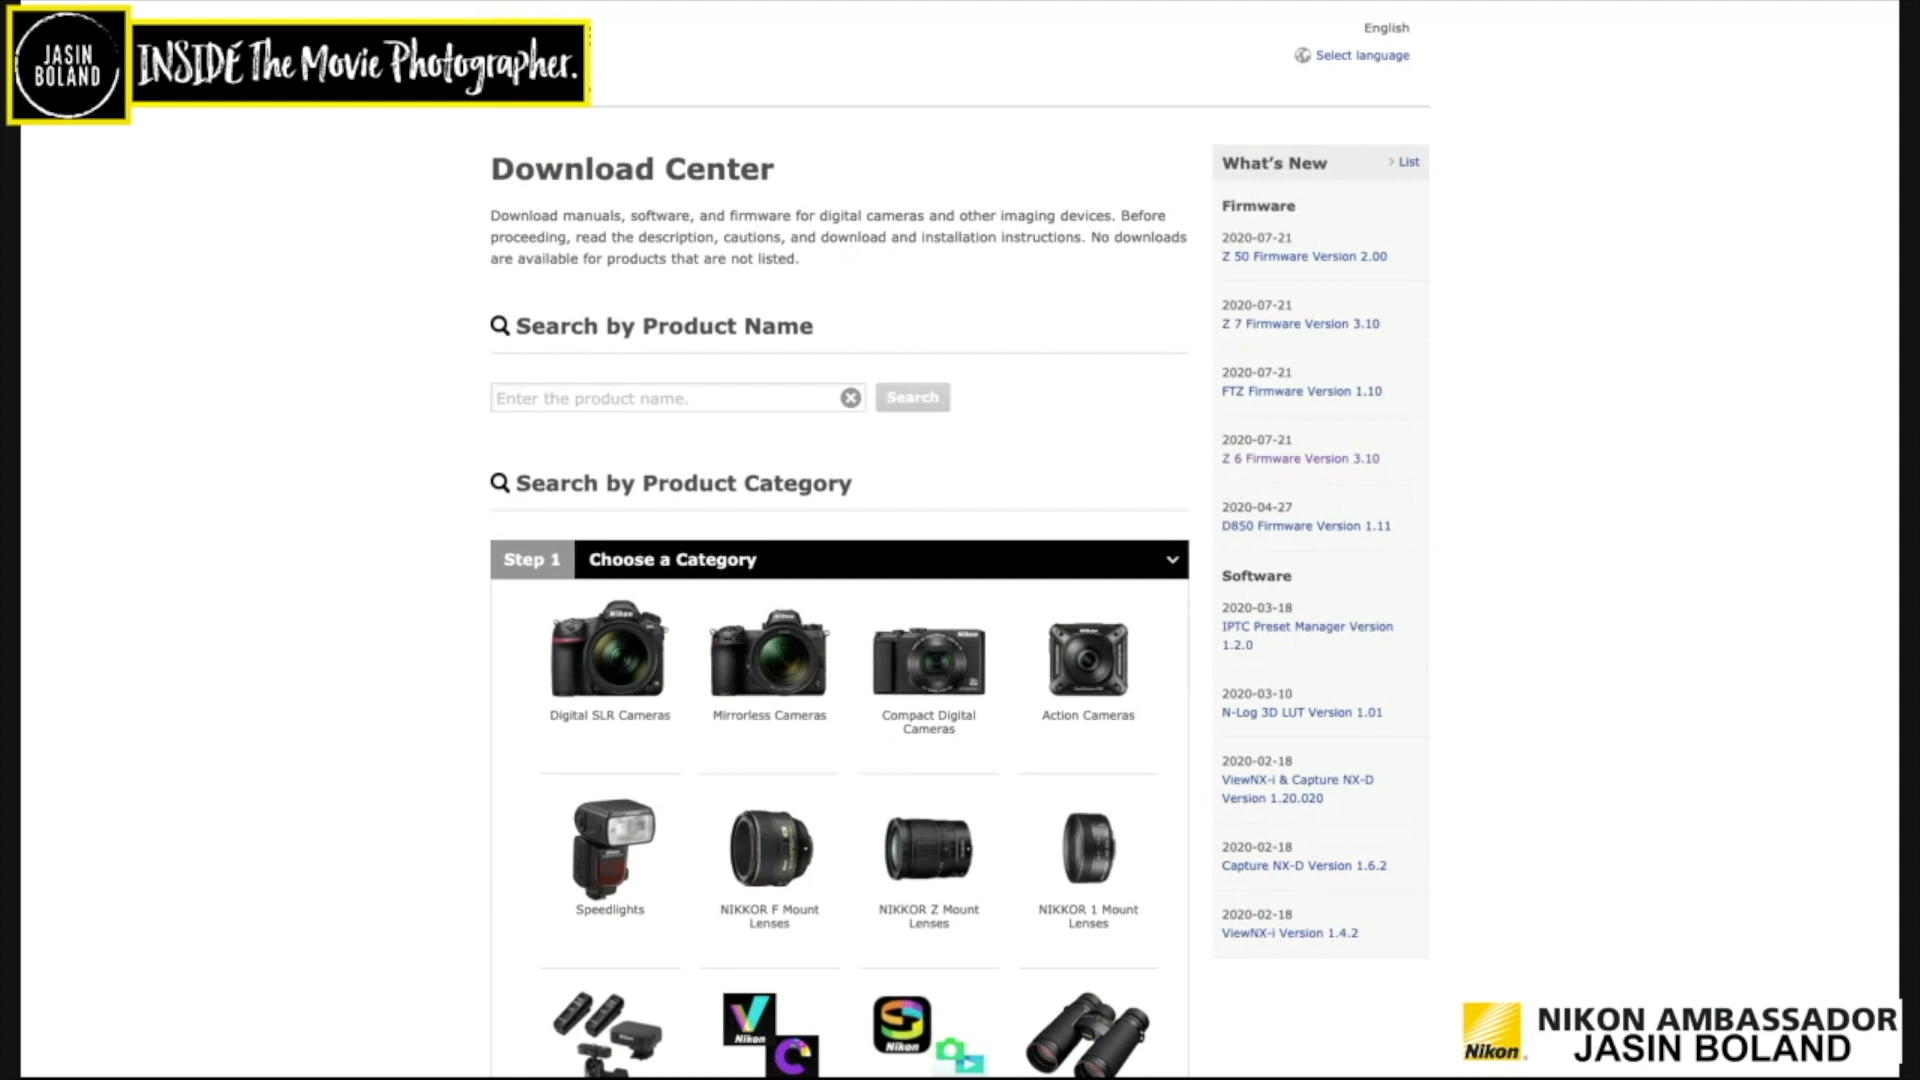 JASIN
BOLAND
INSIDE The Movie Photographer.
English
Select language
Download Center
Download manuals, software, and firmware for digital cameras and other imaging devices. Before
proceeding, read the description, cautions, and download and installation instructions. No downloads
are available for products that are not listed.
Search by Product Name
Enter the product name.
Search
Search by Product Category
Step 1
Choose a Category
Nikon
Nikon
Nikon
Digital SLR Cameras
Mirrorless Cameras
Compact Digital
Cameras
Action Cameras
Speedlights
NIKKOR F Mount
Lenses
NIKKOR Z Mount
Lenses
NIKKOR 1 Mount
Lenses
Nikon
Nikon
What's New
> List
Firmware
2020-07-21
Z 50 Firmware Version 2.00
2020-07-21
Z 7 Firmware Version 3.10
2020-07-21
FTZ Firmware Version 1.10
2020-07-21
Z 6 Firmware Version 3.10
2020-04-27
D850 Firmware Version 1.11
Software
2020-03-18
IPTC Preset Manager Version
1.2.0
2020-03-10
N-Log 3D LUT Version 1.01
2020-02-18
ViewNX-i & Capture NX-D
Version 1.20.020
2020-02-18
Capture NX-D Version 1.6.2
2020-02-18
ViewNX-i Version 1.4.2
Nikon
NIKON AMBASSADOR
JASIN BOLAND